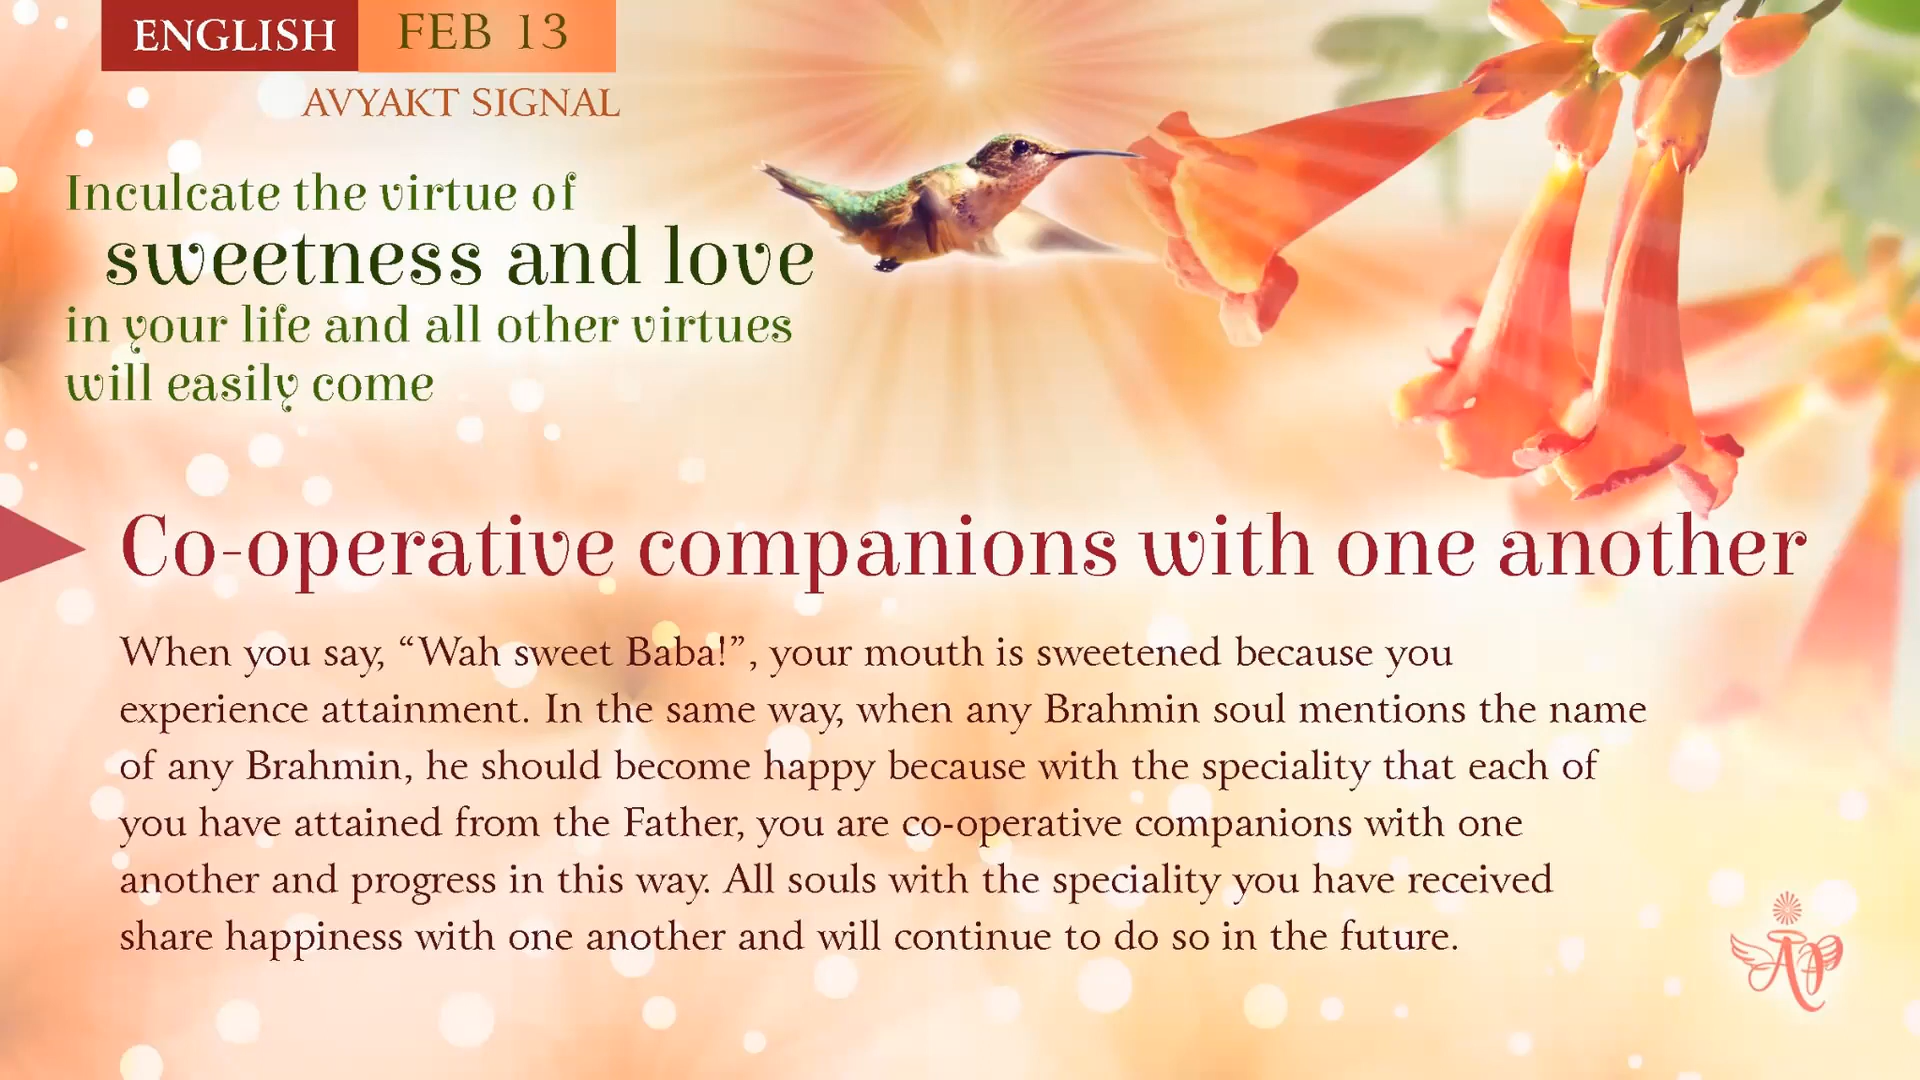 ENGLISH FEB 13
AVYAKT SIGNAL
Inculcate the virtue of
sweetness and love
in your life and all other virtues
will easily come
Co-operative companions with one another
When you say, “Wah sweet Baba!”, your mouth is sweetened because you
experience attainment. In the same way, when any Brahmin soul mentions the name
of any Brahmin, he should become happy because with the speciality that each of
you have attained from the Father, you are co-operative companions with one
another and progress in this way. All souls with the speciality you have received
share happiness with one another and will continue to do so in the future.